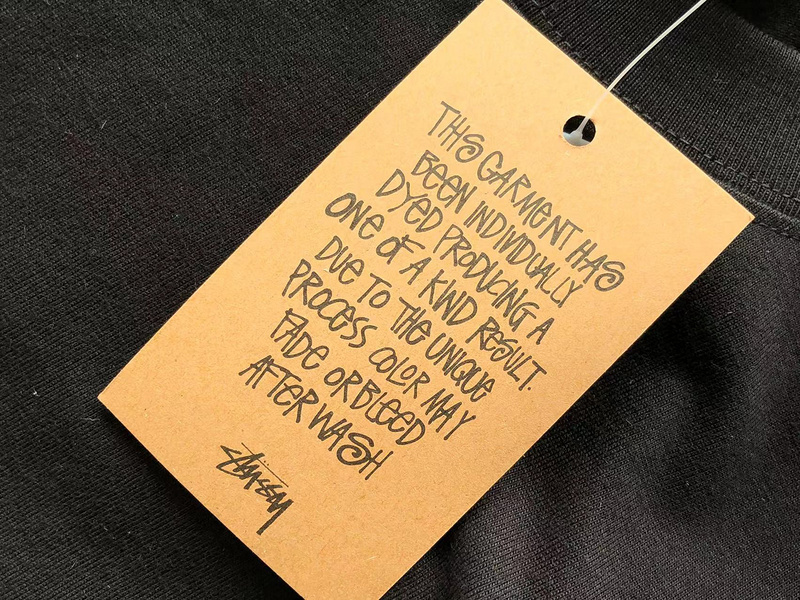 THIS GARMENT HAS
BEEN INDIVIDUALLY
DYED PRODUCING A
ONE OF A KIND RESULT.
DUE TO THE UNIQUE
PROCESS COLOR MAY
FADE OR BLEED
AFTER WASH
Stüssy